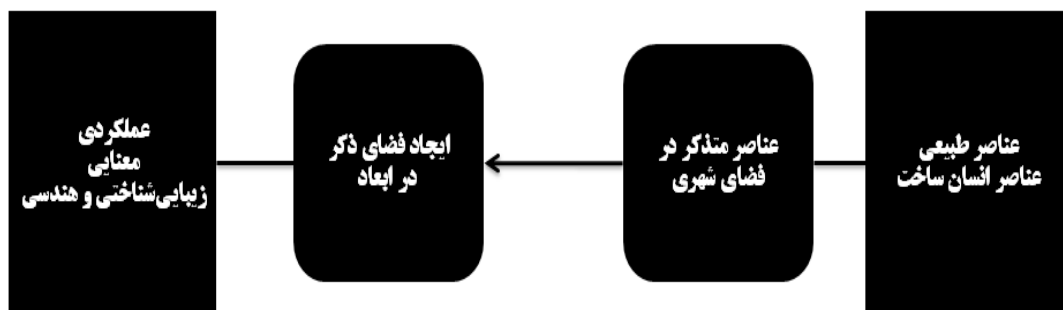 عناصر طبیعی
عناصر انسان ساخت
عناصر متذکر در
فضای شهری
ایجاد فضای ذکر
در ابعاد
عملکردی
معنایی
زیبایی‌شناختی و هندسی